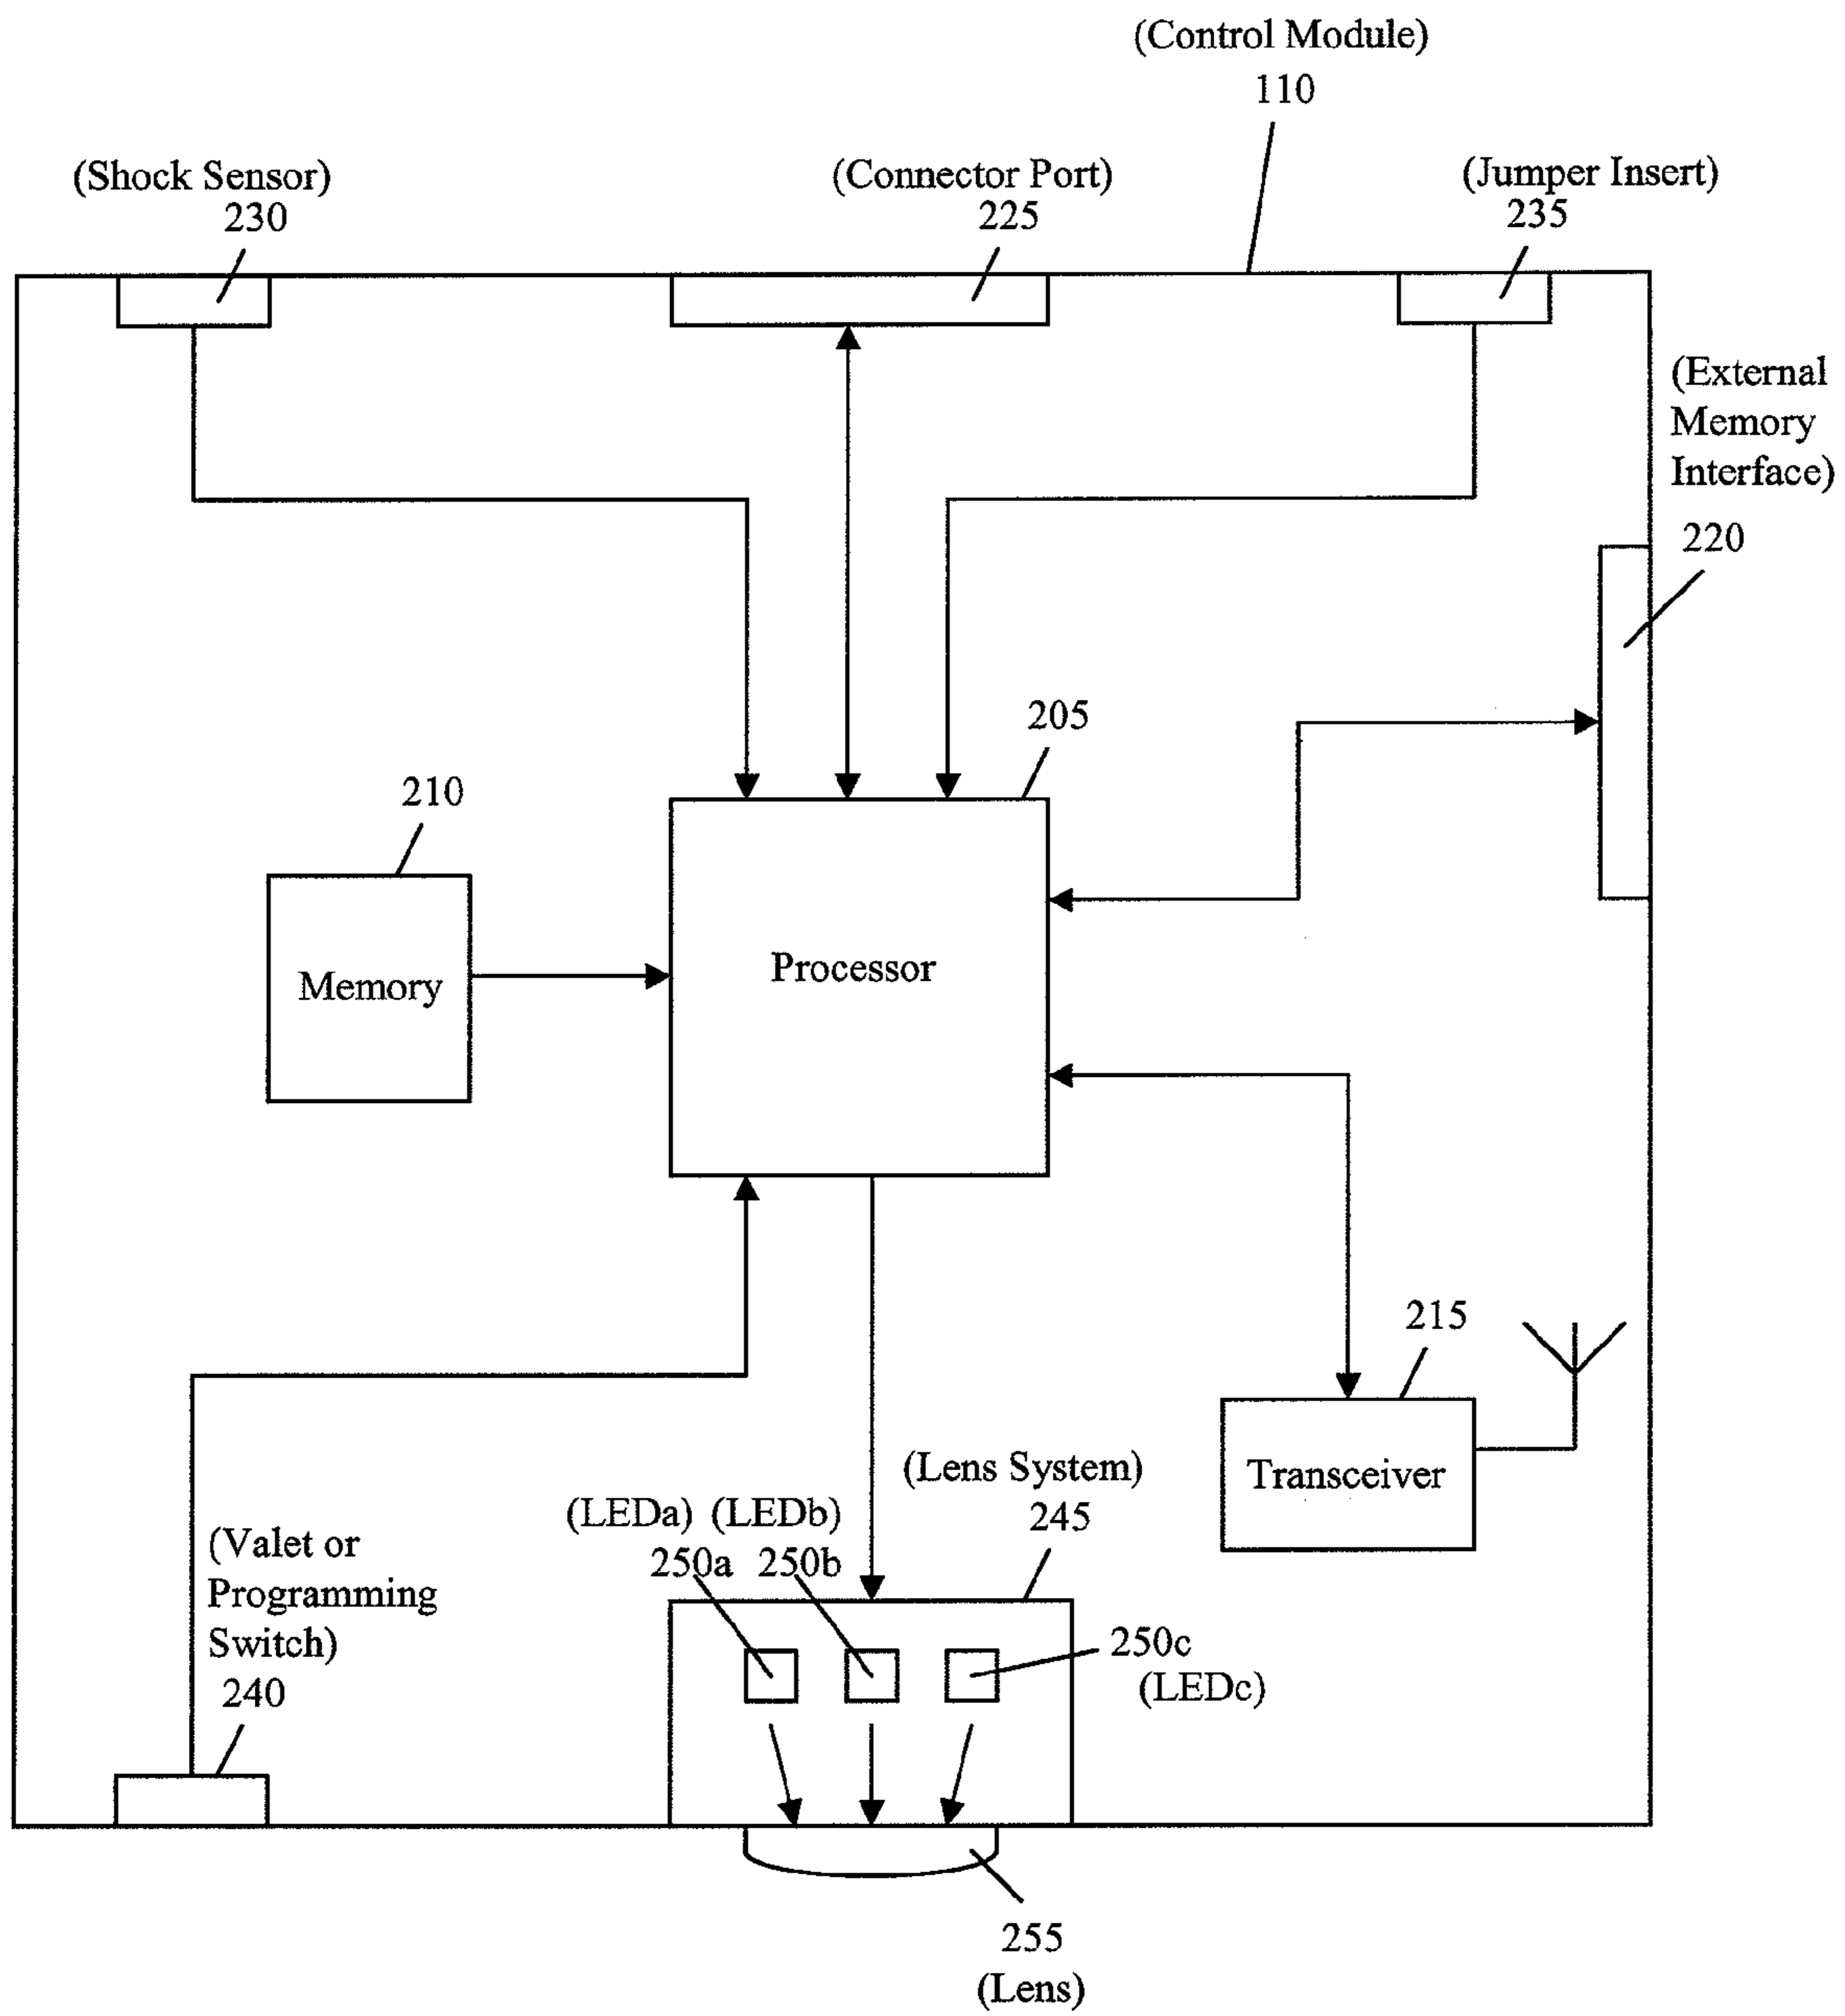 (Control Module)
110
(Shock Sensor)
230
(Connector Port)
225
(Jumper Insert)
235
(External
Memory
Interface)
220
205
210
Processor
Memory
215
Transceiver
(Lens System)
245
(LEDa) (LEDb)
250a 250b
250c
(LEDc)
(Valet or
Programming
Switch)
240
255
(Lens)